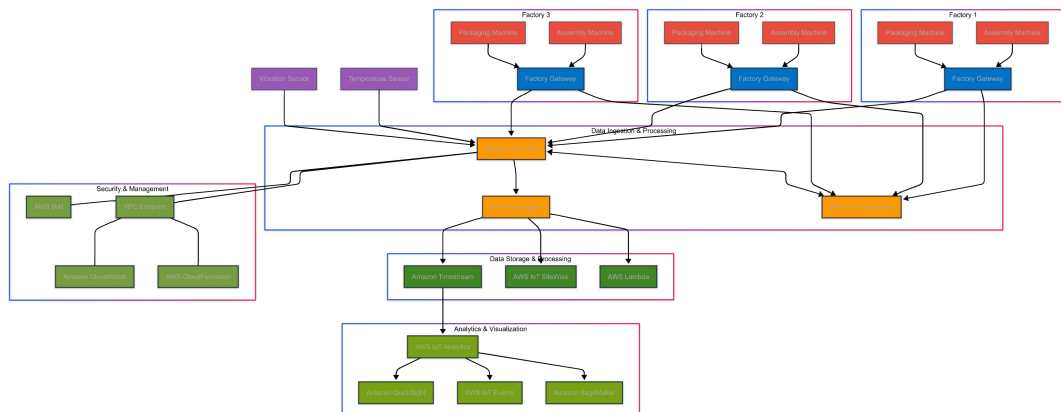 Factory 3
Factory 2
Factory 1
Packaging Machine
Assembly Machine
Packaging Machine
Assembly Machine
Packaging Machine
Assembly Machine
Vibration Sensor
Temperature Sensor
Factory Gateway
Factory Gateway
Factory Gateway
Data Ingestion & Processing
Security & Management
AWS IAM
VPC Endpoint
Amazon CloudWatch
AWS CloudFormation
Data Storage & Processing
Amazon Timestream
AWS IoT SiteWise
AWS Lambda
Analytics & Visualization
AWS IoT Analytics
Amazon QuickSight
AWS IoT Events
Amazon SageMaker